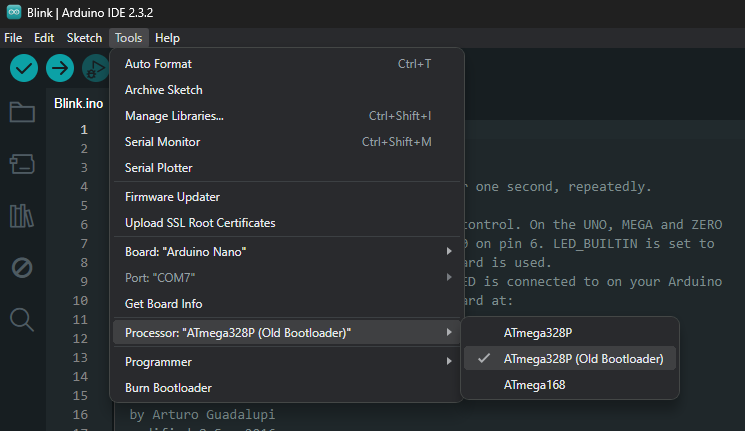 Blink | Arduino IDE 2.3.2
File Edit Sketch Tools Help
Blink.ino
Auto Format Ctrl+T
Archive Sketch
Manage Libraries... Ctrl+Shift+I
Serial Monitor Ctrl+Shift+M
Serial Plotter
Firmware Updater
Upload SSL Root Certificates
Board: "Arduino Nano"
Port: "COM7"
Get Board Info
Processor: "ATmega328P (Old Bootloader)"
Programmer
Burn Bootloader
ATmega328P
ATmega328P (Old Bootloader)
ATmega168
1
2
3
4 one second, repeatedly.
5
6 control. On the UNO, MEGA and ZERO
7 on pin 6. LED_BUILTIN is set to
8 ard is used.
9 ED is connected to on your Arduino
10 ard at:
11
12
13
14
15
16 by Arturo Guadalupi
17